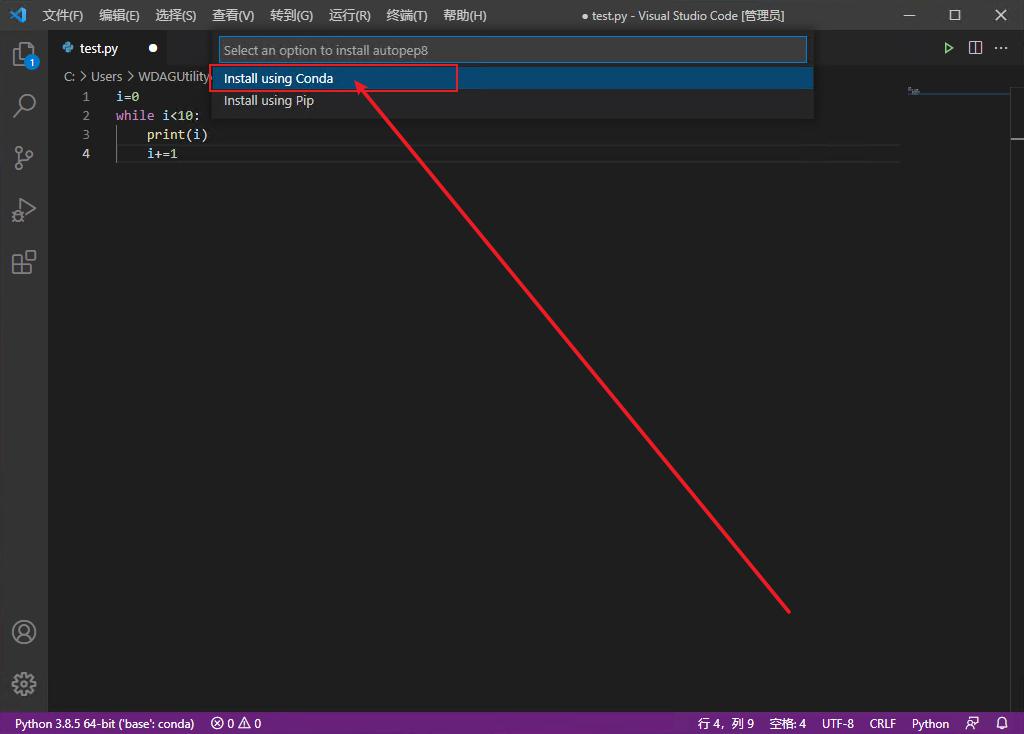 文件(F) 编辑(E) 选择(S) 查看(V) 转到(G) 运行(R) 终端(T) 帮助(H) ● test.py - Visual Studio Code [管理员]
test.py ●
Select an option to install autopep8
Install using Conda
Install using Pip
C: > Users > WDAGUtility
1 i=0
2 while i<10:
3 print(i)
4 i+=1
1
Python 3.8.5 64-bit ('base': conda) 0 0 行 4，列 9 空格: 4 UTF-8 CRLF Python